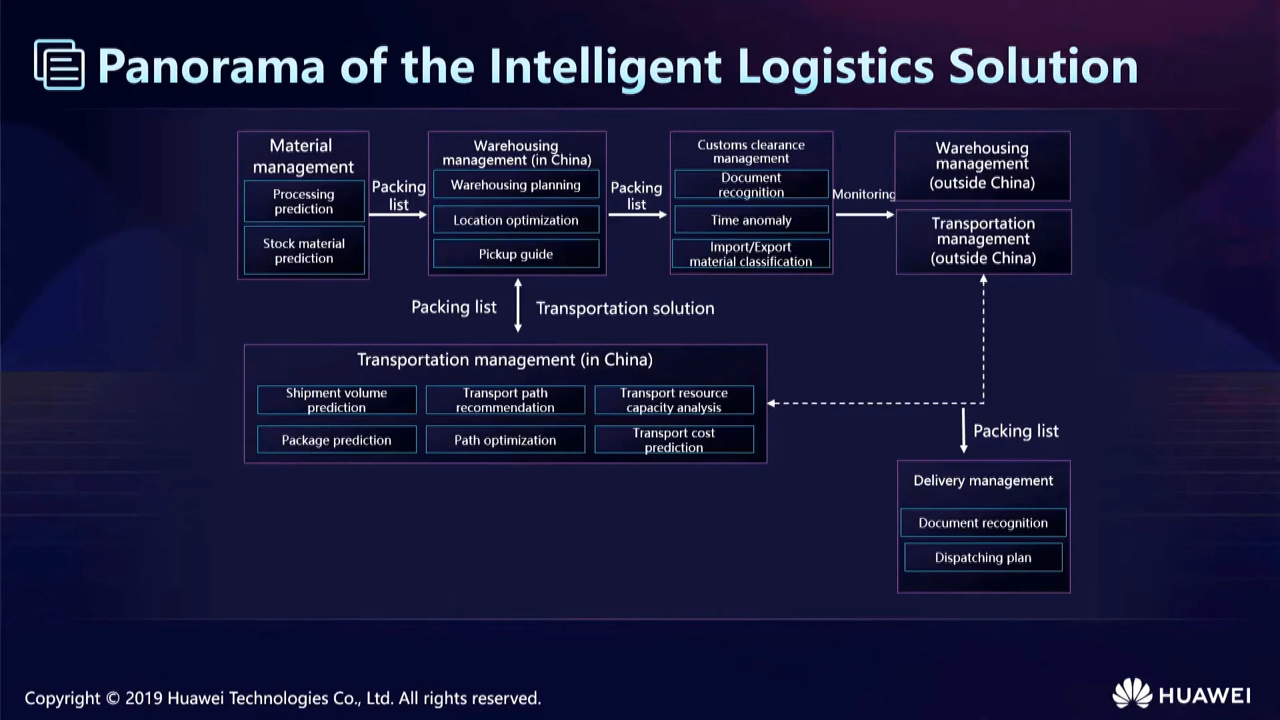 Panorama of the Intelligent Logistics Solution
Material
management
Processing
prediction
Stock material
prediction
Packing
list
Warehousing
management (in China)
Warehousing planning
Location optimization
Pickup guide
Packing
list
Customs clearance
management
Document
recognition
Time anomaly
Import/Export
material classification
Monitoring
Warehousing
management
(outside China)
Transportation
management
(outside China)
Packing list
Transportation solution
Transportation management (in China)
Shipment volume
prediction
Transport path
recommendation
Transport resource
capacity analysis
Package prediction
Path optimization
Transport cost
prediction
Packing list
Delivery management
Document recognition
Dispatching plan
Copyright © 2019 Huawei Technologies Co., Ltd. All rights reserved.
HUAWEI